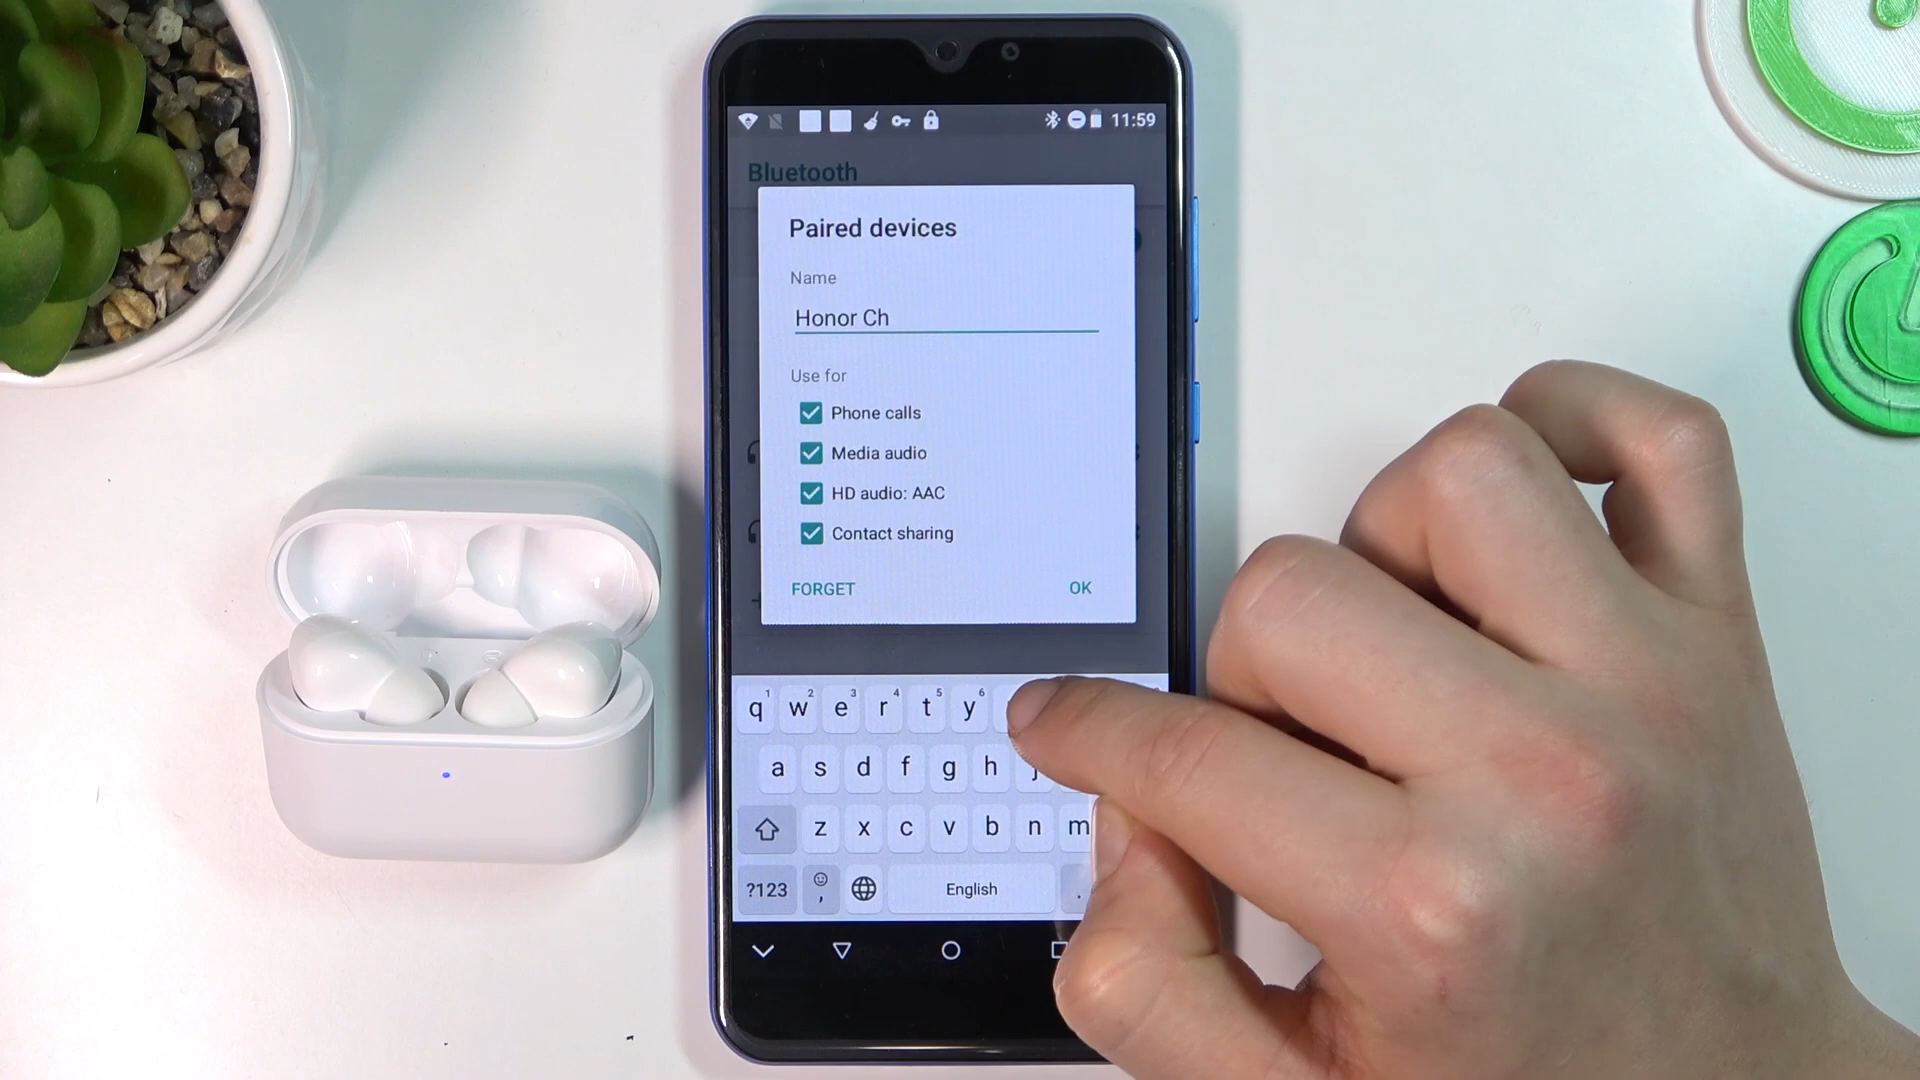 11:59
Bluetooth
Paired devices
Name
Honor Ch
Use for
Phone calls
Media audio
HD audio: AAC
Contact sharing
FORGET OK
1 2 3 4 5 6
q w e r t y
a s d f g h j
z x c v b n m
?123 , English .